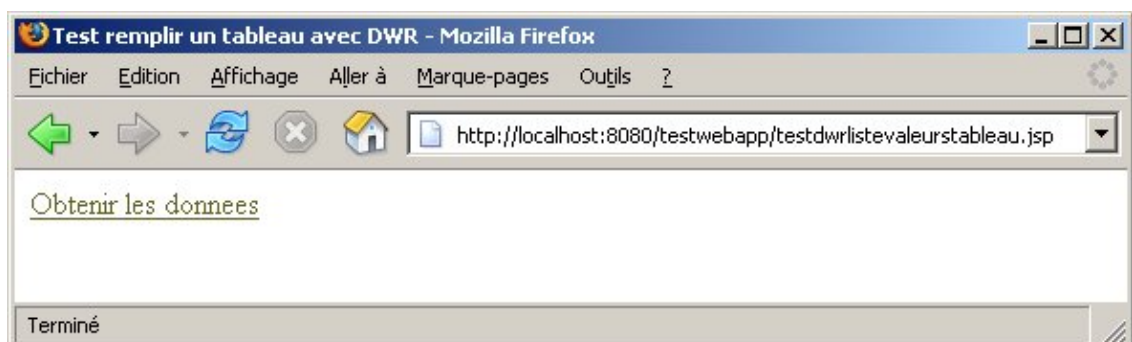 Test remplir un tableau avec DWR - Mozilla Firefox
Fichier Edition Affichage Aller à Marque-pages Outils ?
http://localhost:8080/testwebapp/testdwrlistevaleurstableau.jsp
Obtenir les donnees
Terminé